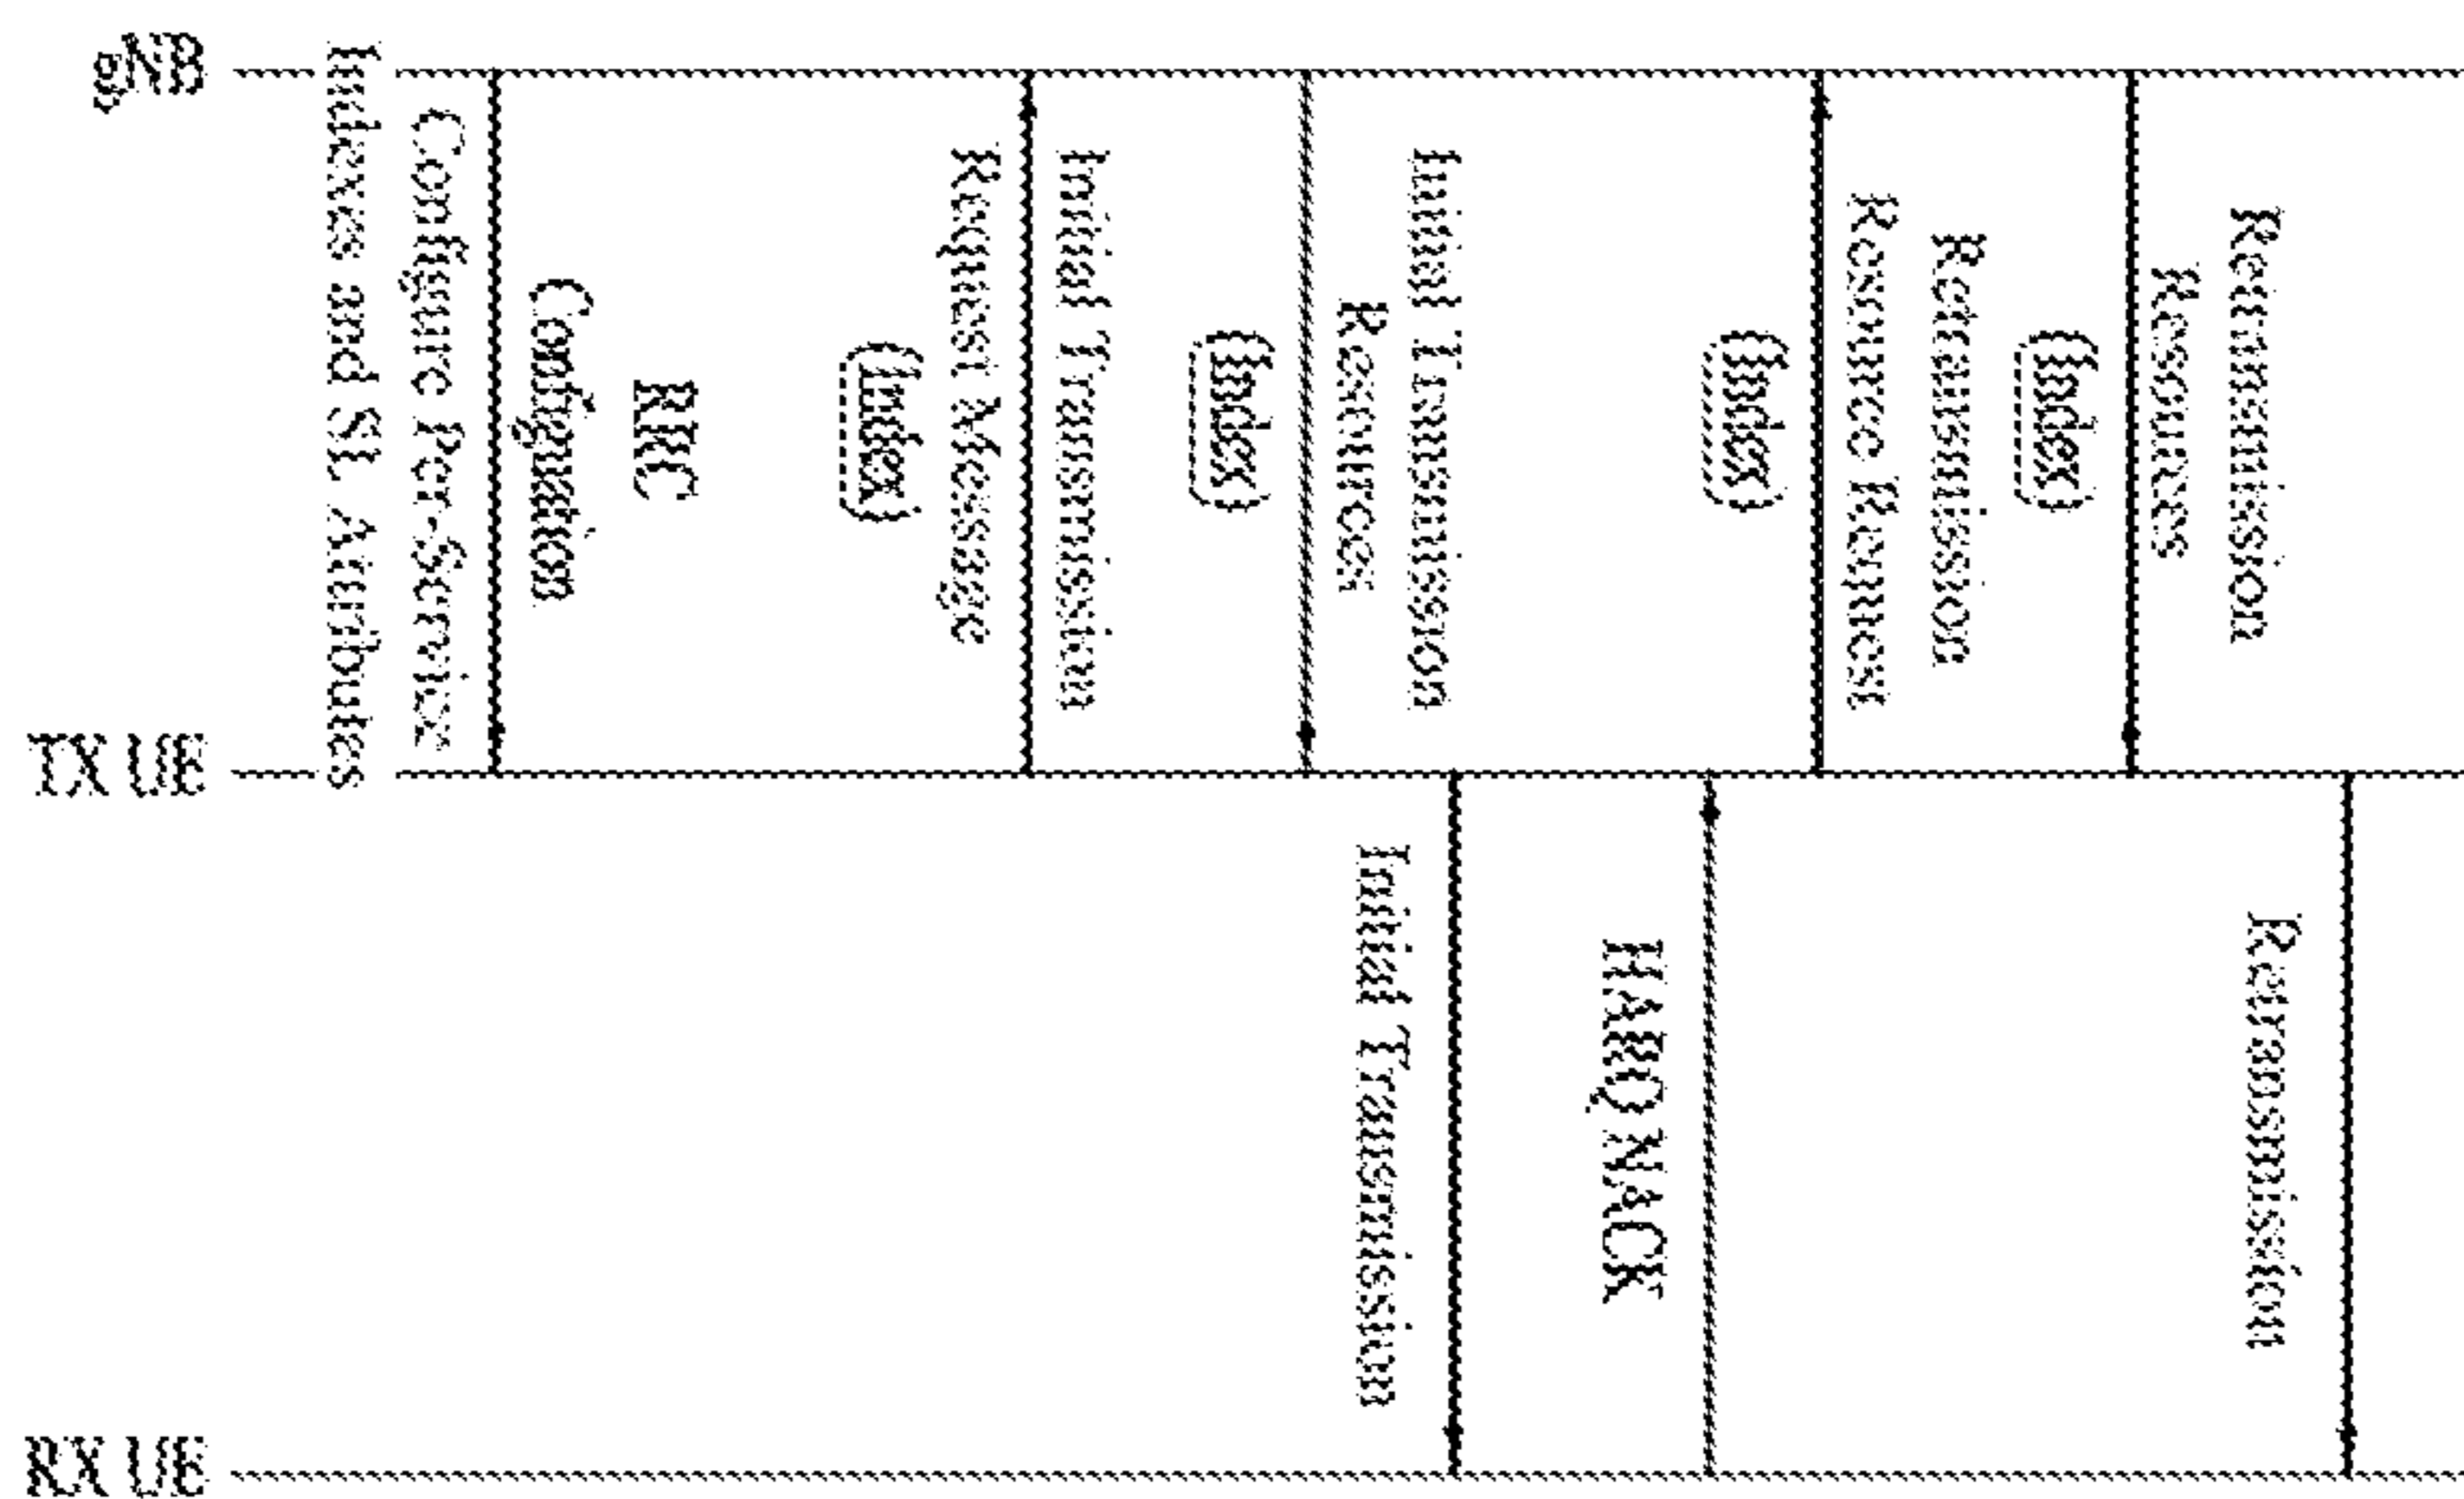 gNB
TX UE
RX UE
Configure Per-Service
Indexes and SL Attributes
RRC
Configuration
(Index)
Request Message
Initial Transmission
(Index)
Initial Transmission
Resources
Initial Transmission
HARQ NACK
(Index)
Retransmission
Resource Request
(Index)
Retransmission
Resources
Retransmission